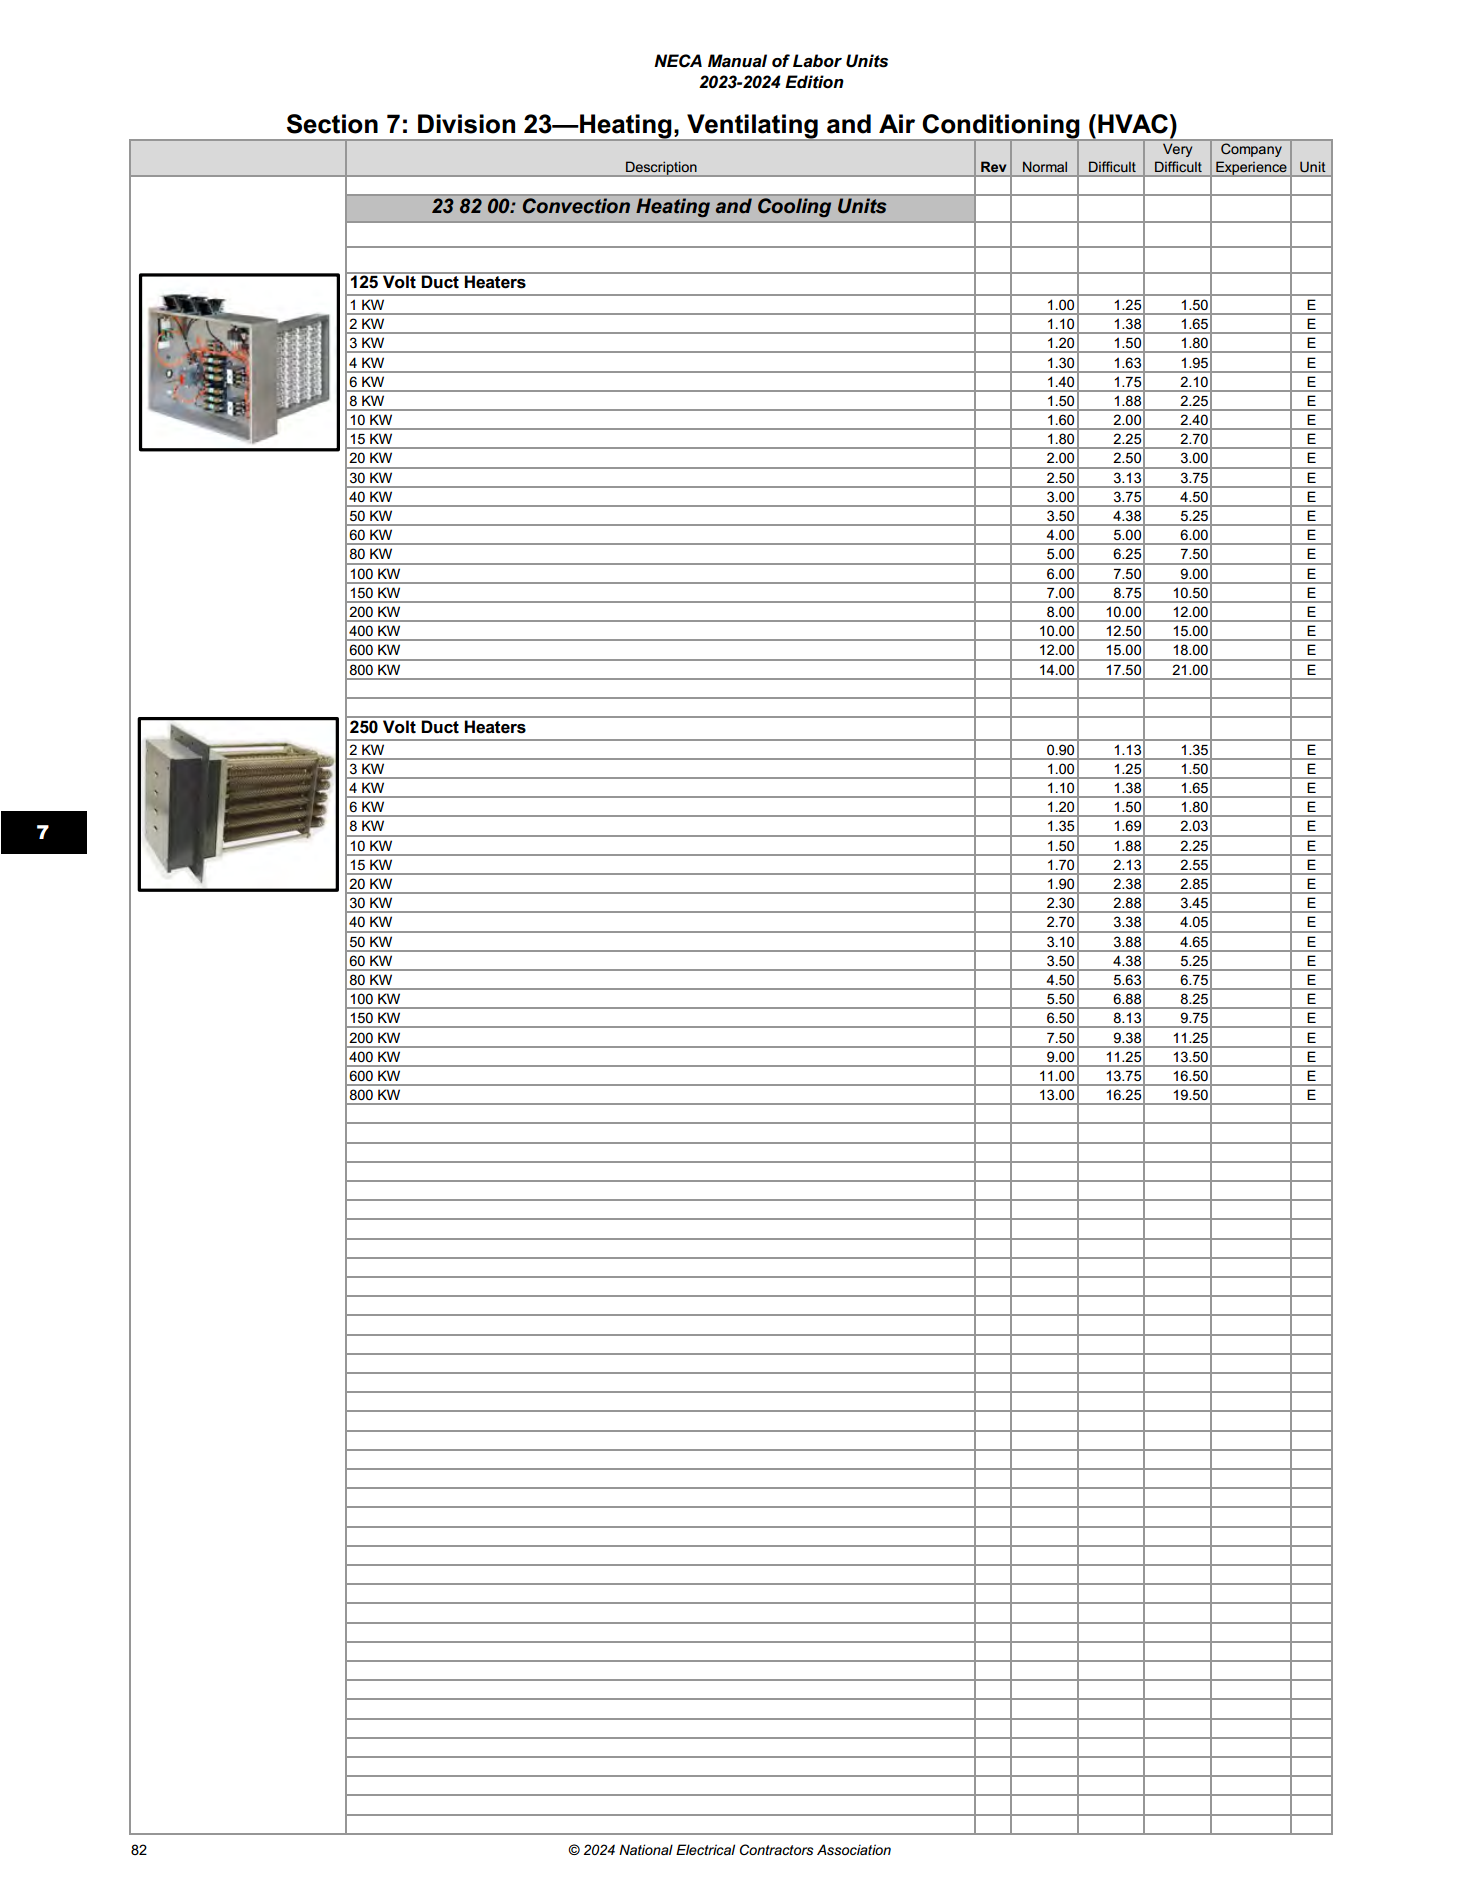 NECA Manual of Labor Units
2023-2024 Edition
Section 7: Division 23—Heating, Ventilating and Air Conditioning (HVAC)
Description Rev Normal Difficult Very Difficult Company Experience Unit
23 82 00: Convection Heating and Cooling Units
125 Volt Duct Heaters
1 KW 1.00 1.25 1.50 E
2 KW 1.10 1.38 1.65 E
3 KW 1.20 1.50 1.80 E
4 KW 1.30 1.63 1.95 E
6 KW 1.40 1.75 2.10 E
8 KW 1.50 1.88 2.25 E
10 KW 1.60 2.00 2.40 E
15 KW 1.80 2.25 2.70 E
20 KW 2.00 2.50 3.00 E
30 KW 2.50 3.13 3.75 E
40 KW 3.00 3.75 4.50 E
50 KW 3.50 4.38 5.25 E
60 KW 4.00 5.00 6.00 E
80 KW 5.00 6.25 7.50 E
100 KW 6.00 7.50 9.00 E
150 KW 7.00 8.75 10.50 E
200 KW 8.00 10.00 12.00 E
400 KW 10.00 12.50 15.00 E
600 KW 12.00 15.00 18.00 E
800 KW 14.00 17.50 21.00 E
250 Volt Duct Heaters
2 KW 0.90 1.13 1.35 E
3 KW 1.00 1.25 1.50 E
4 KW 1.10 1.38 1.65 E
6 KW 1.20 1.50 1.80 E
8 KW 1.35 1.69 2.03 E
10 KW 1.50 1.88 2.25 E
15 KW 1.70 2.13 2.55 E
20 KW 1.90 2.38 2.85 E
30 KW 2.30 2.88 3.45 E
40 KW 2.70 3.38 4.05 E
50 KW 3.10 3.88 4.65 E
60 KW 3.50 4.38 5.25 E
80 KW 4.50 5.63 6.75 E
100 KW 5.50 6.88 8.25 E
150 KW 6.50 8.13 9.75 E
200 KW 7.50 9.38 11.25 E
400 KW 9.00 11.25 13.50 E
600 KW 11.00 13.75 16.50 E
800 KW 13.00 16.25 19.50 E
7
82 © 2024 National Electrical Contractors Association